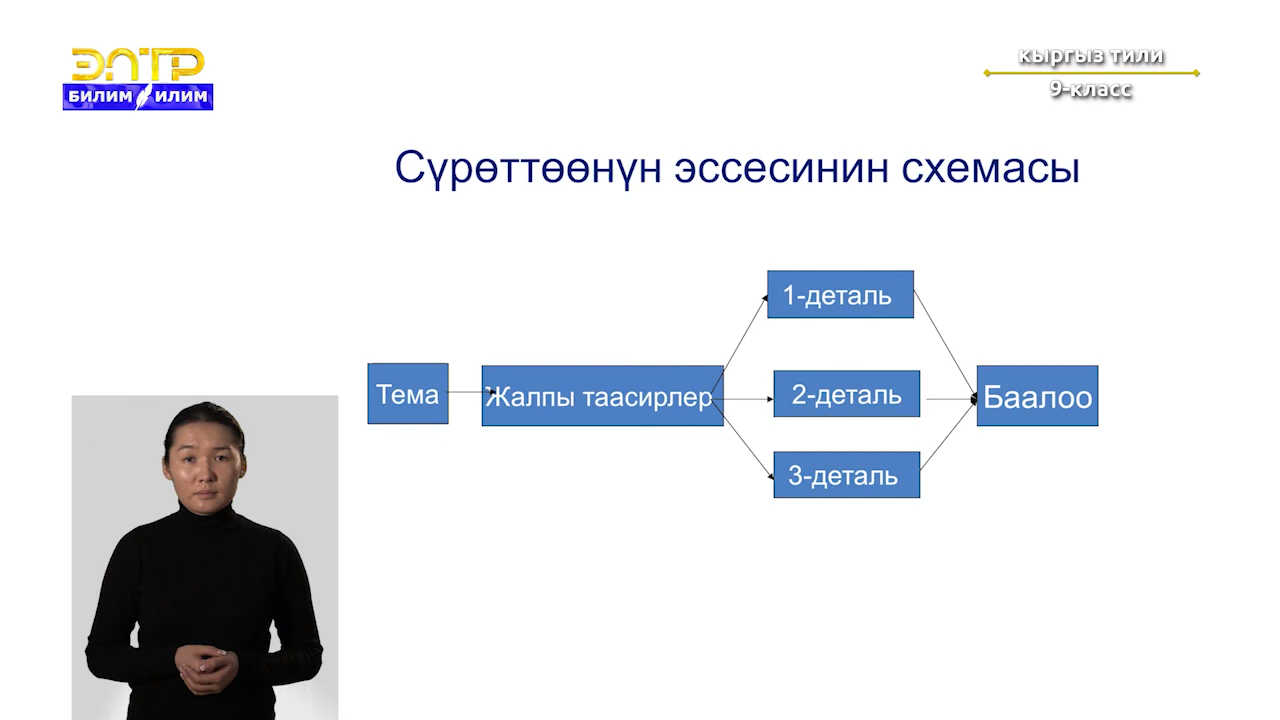 ЭЛТР
БИЛИМ ИЛИМ
кыргыз тили
9-класс
Сүрөттөөнүн эссесинин схемасы
Тема
Жалпы таасирлер
1-деталь
2-деталь
3-деталь
Баалоо